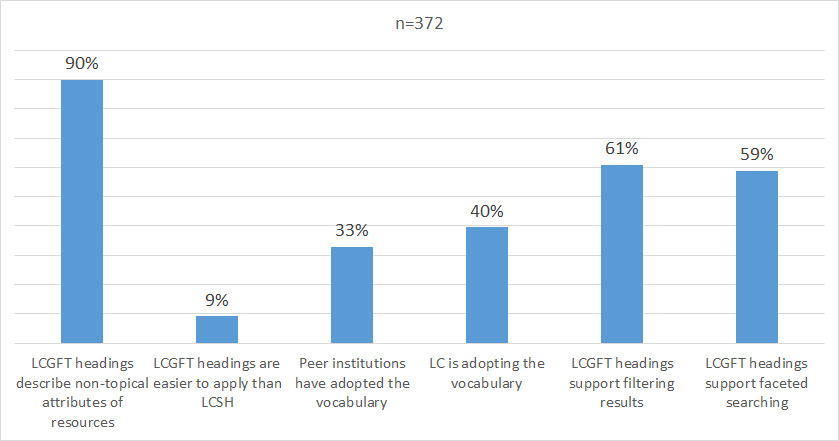 n=372
90%
9%
33%
40%
61%
59%
LCGFT headings
describe non-topical
attributes of
resources
LCGFT headings are
easier to apply than
LCSH
Peer institutions
have adopted the
vocabulary
LC is adopting the
vocabulary
LCGFT headings
support filtering
results
LCGFT headings
support faceted
searching